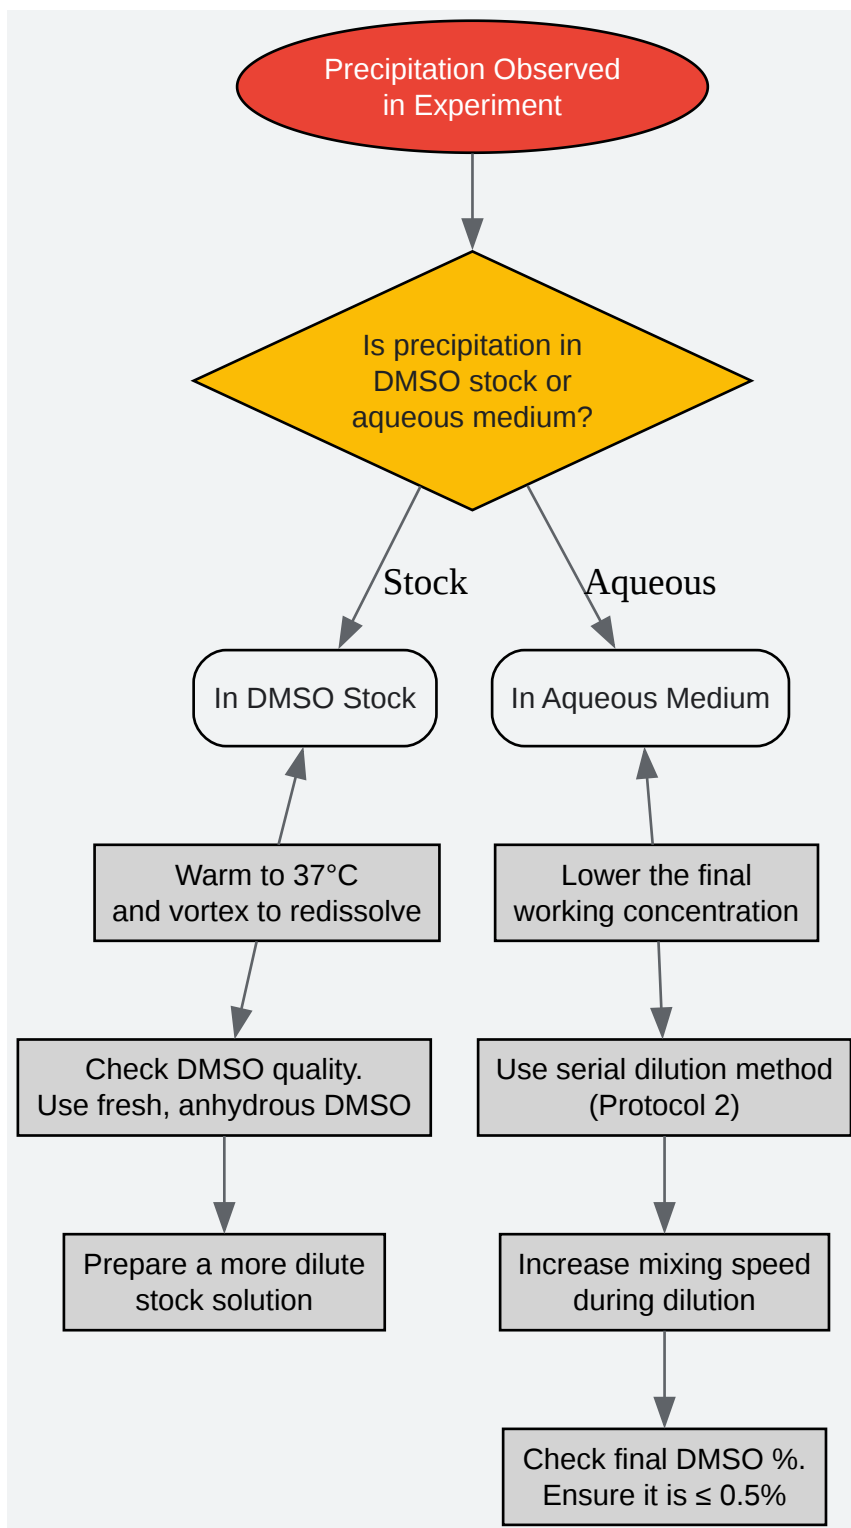 Precipitation Observed
in Experiment
Is precipitation in
DMSO stock or
aqueous medium?
Stock
Aqueous
In DMSO Stock
In Aqueous Medium
Warm to 37°C
and vortex to redissolve
Lower the final
working concentration
Check DMSO quality.
Use fresh, anhydrous DMSO
Use serial dilution method
(Protocol 2)
Prepare a more dilute
stock solution
Increase mixing speed
during dilution
Check final DMSO %.
Ensure it is ≤ 0.5%